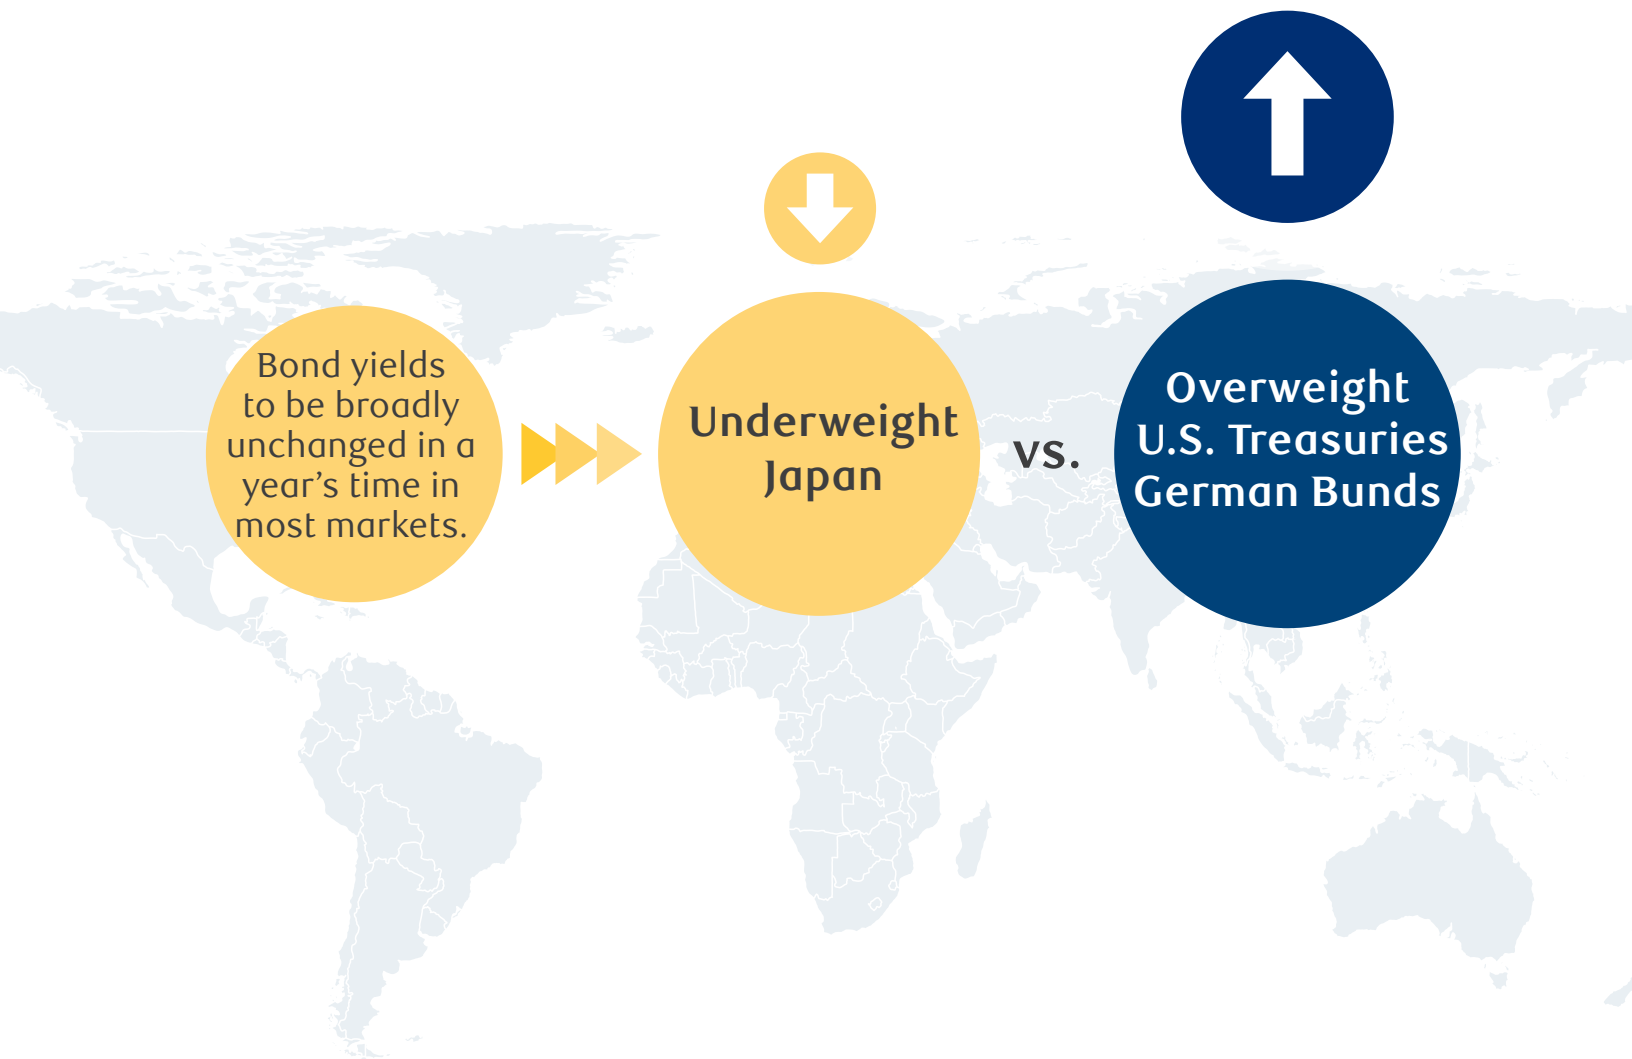 Bond yields
to be broadly
unchanged in a
year's time in
most markets.
Underweight
Japan
vs.
Overweight
U.S. Treasuries
German Bunds